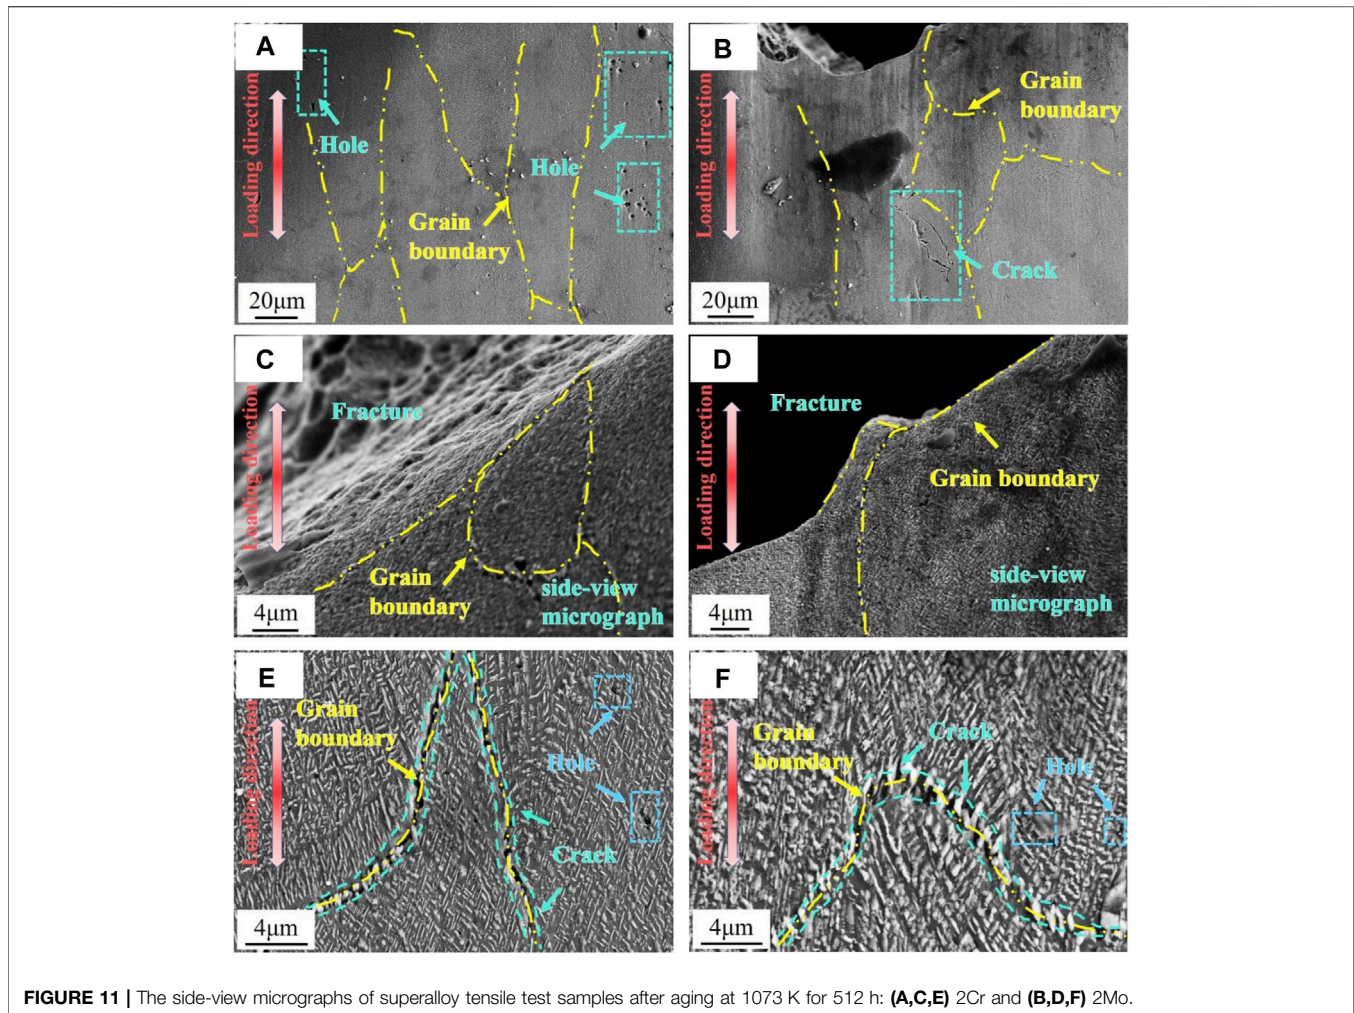 A
Loading direction
Hole
Hole
Grain
boundary
20μm
B
Loading direction
Grain
boundary
Crack
20μm
C
Loading direction
Fracture
Grain
boundary
side-view
micrograph
4μm
D
Loading direction
Fracture
Grain boundary
side-view
micrograph
4μm
E
Loading direction
Grain
boundary
Hole
Crack
4μm
F
Loading direction
Grain
boundary
Crack
Hole
4μm
FIGURE 11 | The side-view micrographs of superalloy tensile test samples after aging at 1073 K for 512 h: (A,C,E) 2Cr and (B,D,F) 2Mo.